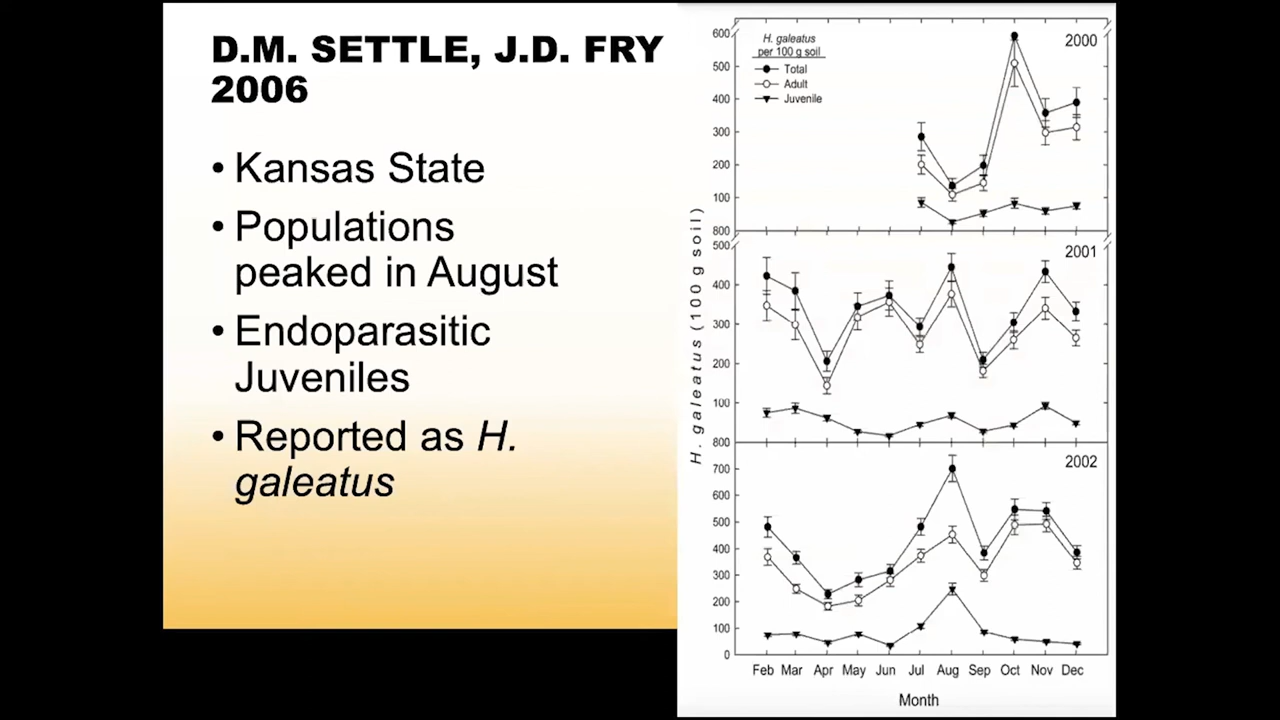 D.M. SETTLE, J.D. FRY
2006
• Kansas State
• Populations
peaked in August
• Endoparasitic
Juveniles
• Reported as H.
galeatus
H. galeatus (100 g soil)
H. galeatus
per 100 g soil
Total
Adult
Juvenile
2000
600
500
400
300
200
100
800
2001
500
400
300
200
100
800
2002
700
600
500
400
300
200
100
0
Feb Mar Apr May Jun Jul Aug Sep Oct Nov Dec
Month